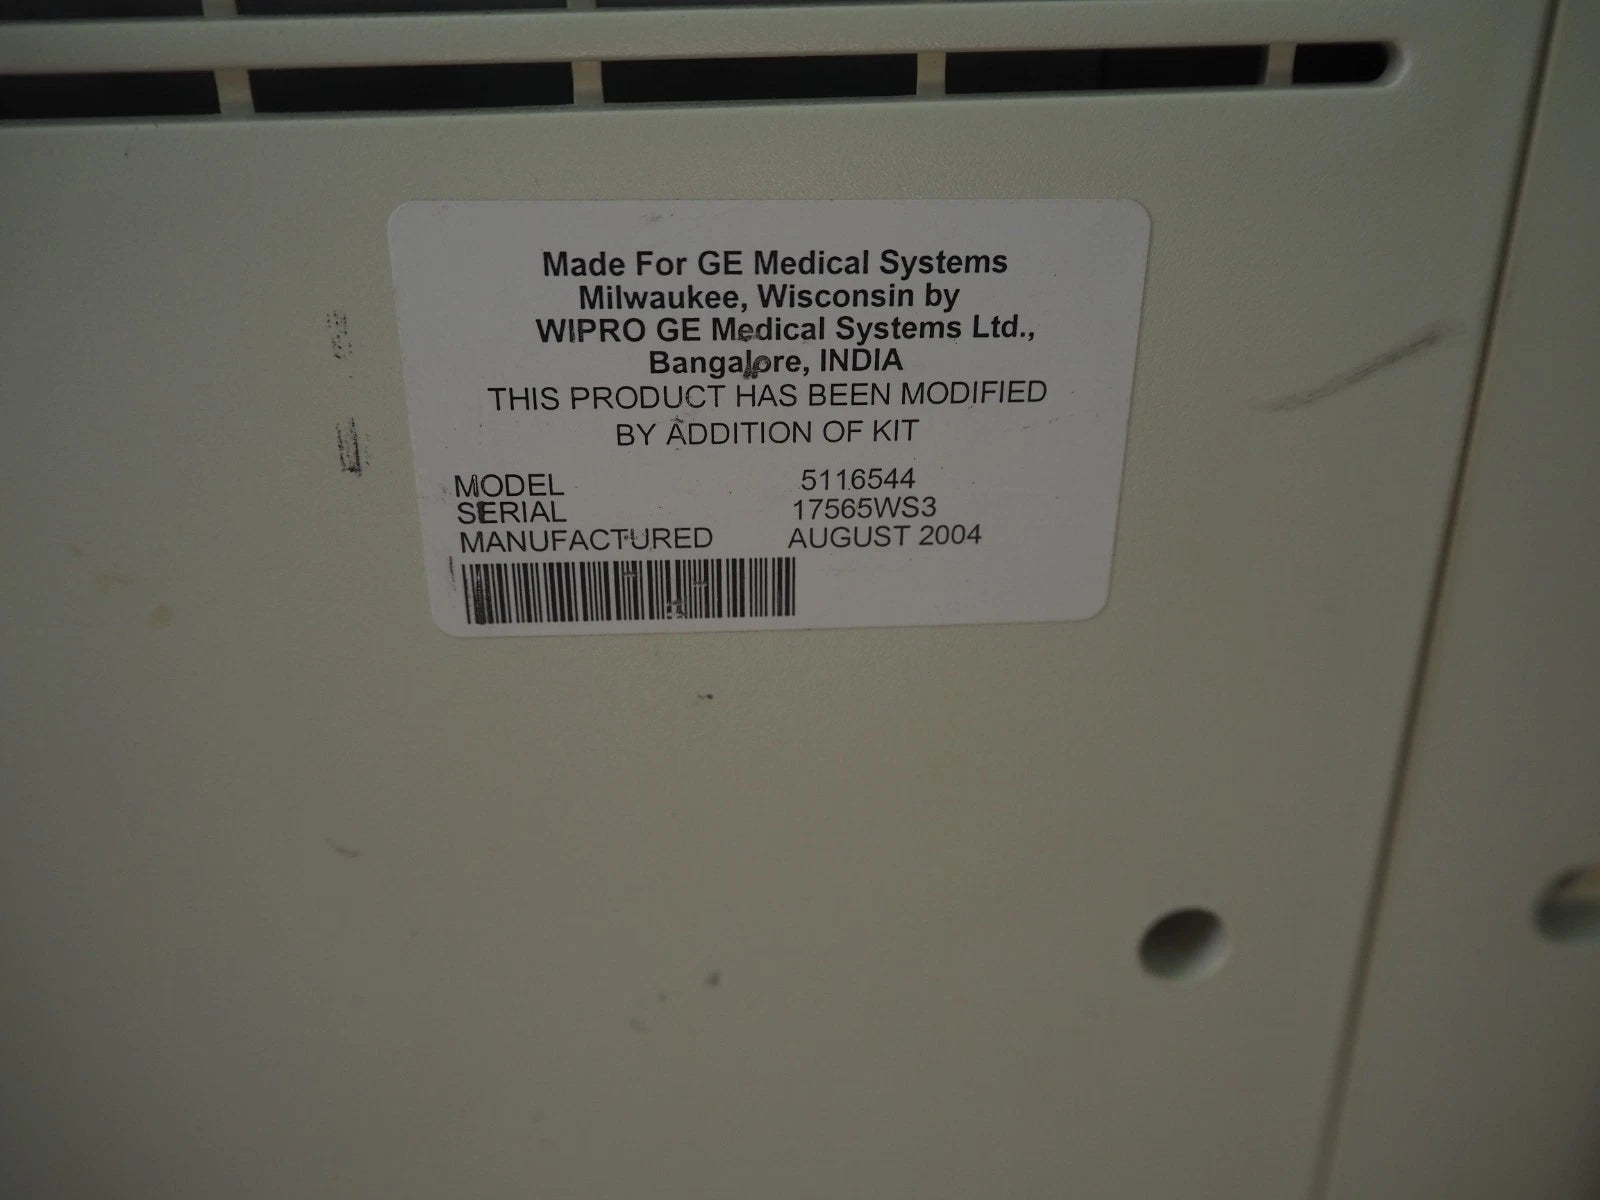 Made For GE Medical Systems
Milwaukee, Wisconsin by
WIPRO GE Medical Systems Ltd.,
Bangalore, INDIA
THIS PRODUCT HAS BEEN MODIFIED
BY ADDITION OF KIT
MODEL 5116544
SERIAL 17565WS3
MANUFACTURED AUGUST 2004